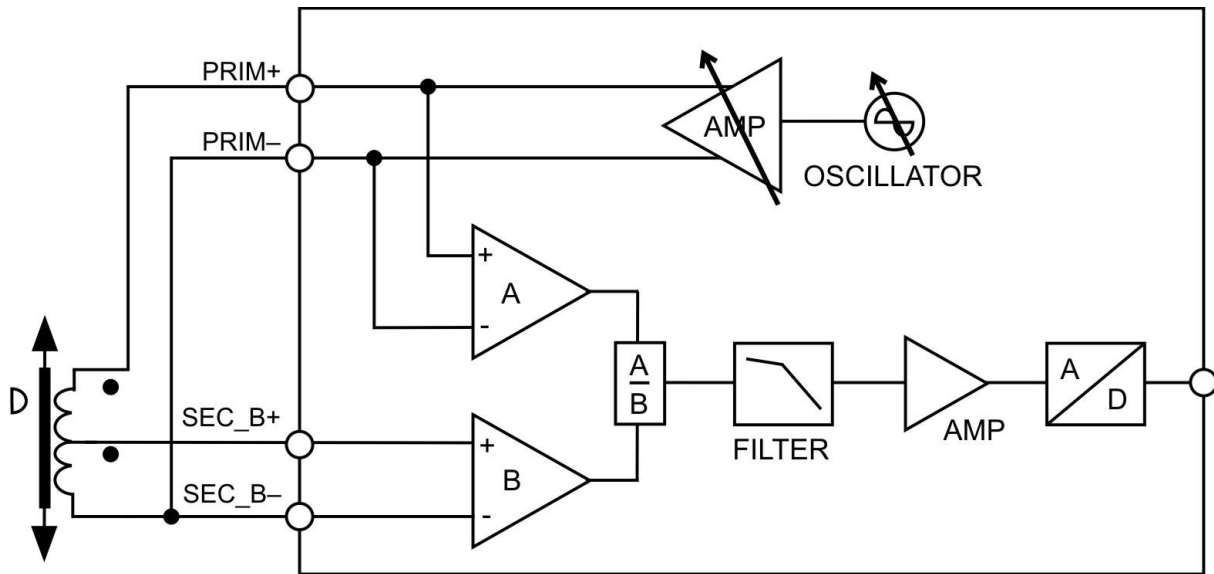 PRIM+
PRIM–
AMP
OSCILLATOR
+
A
-
D
A
B
A
D
SEC_B+
+
B
-
FILTER
AMP
SEC_B–